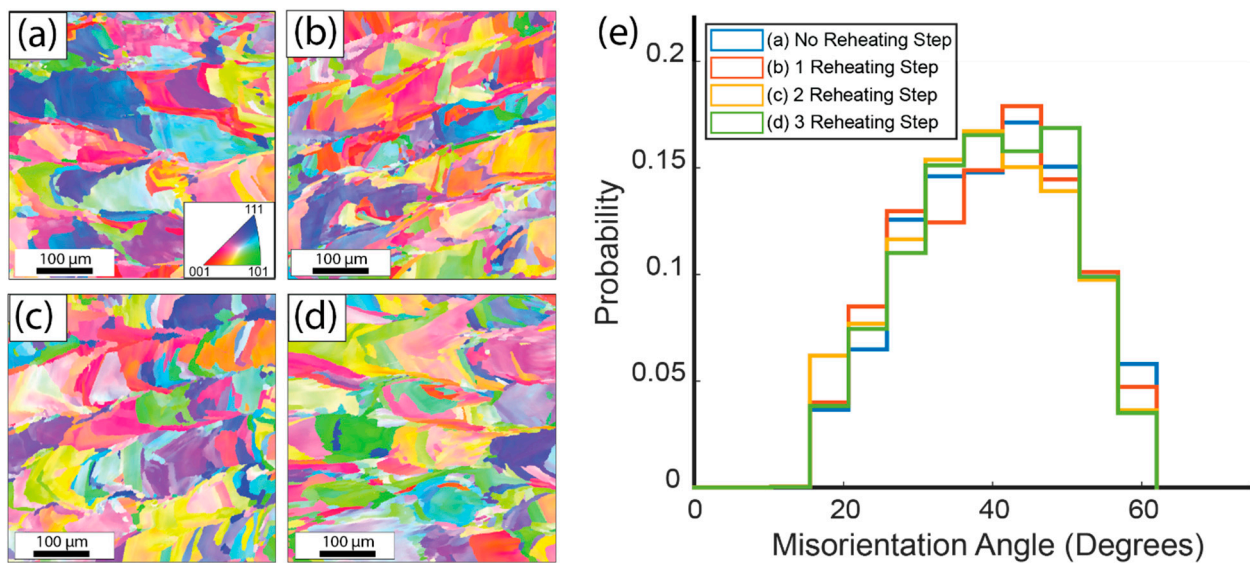 (a)
111
001 101
100 µm
(b)
100 µm
(c)
100 µm
(d)
100 µm
(e)
(a) No Reheating Step
(b) 1 Reheating Step
(c) 2 Reheating Step
(d) 3 Reheating Step
0.2
0.15
0.1
0.05
0
Probability
0 20 40 60
Misorientation Angle (Degrees)